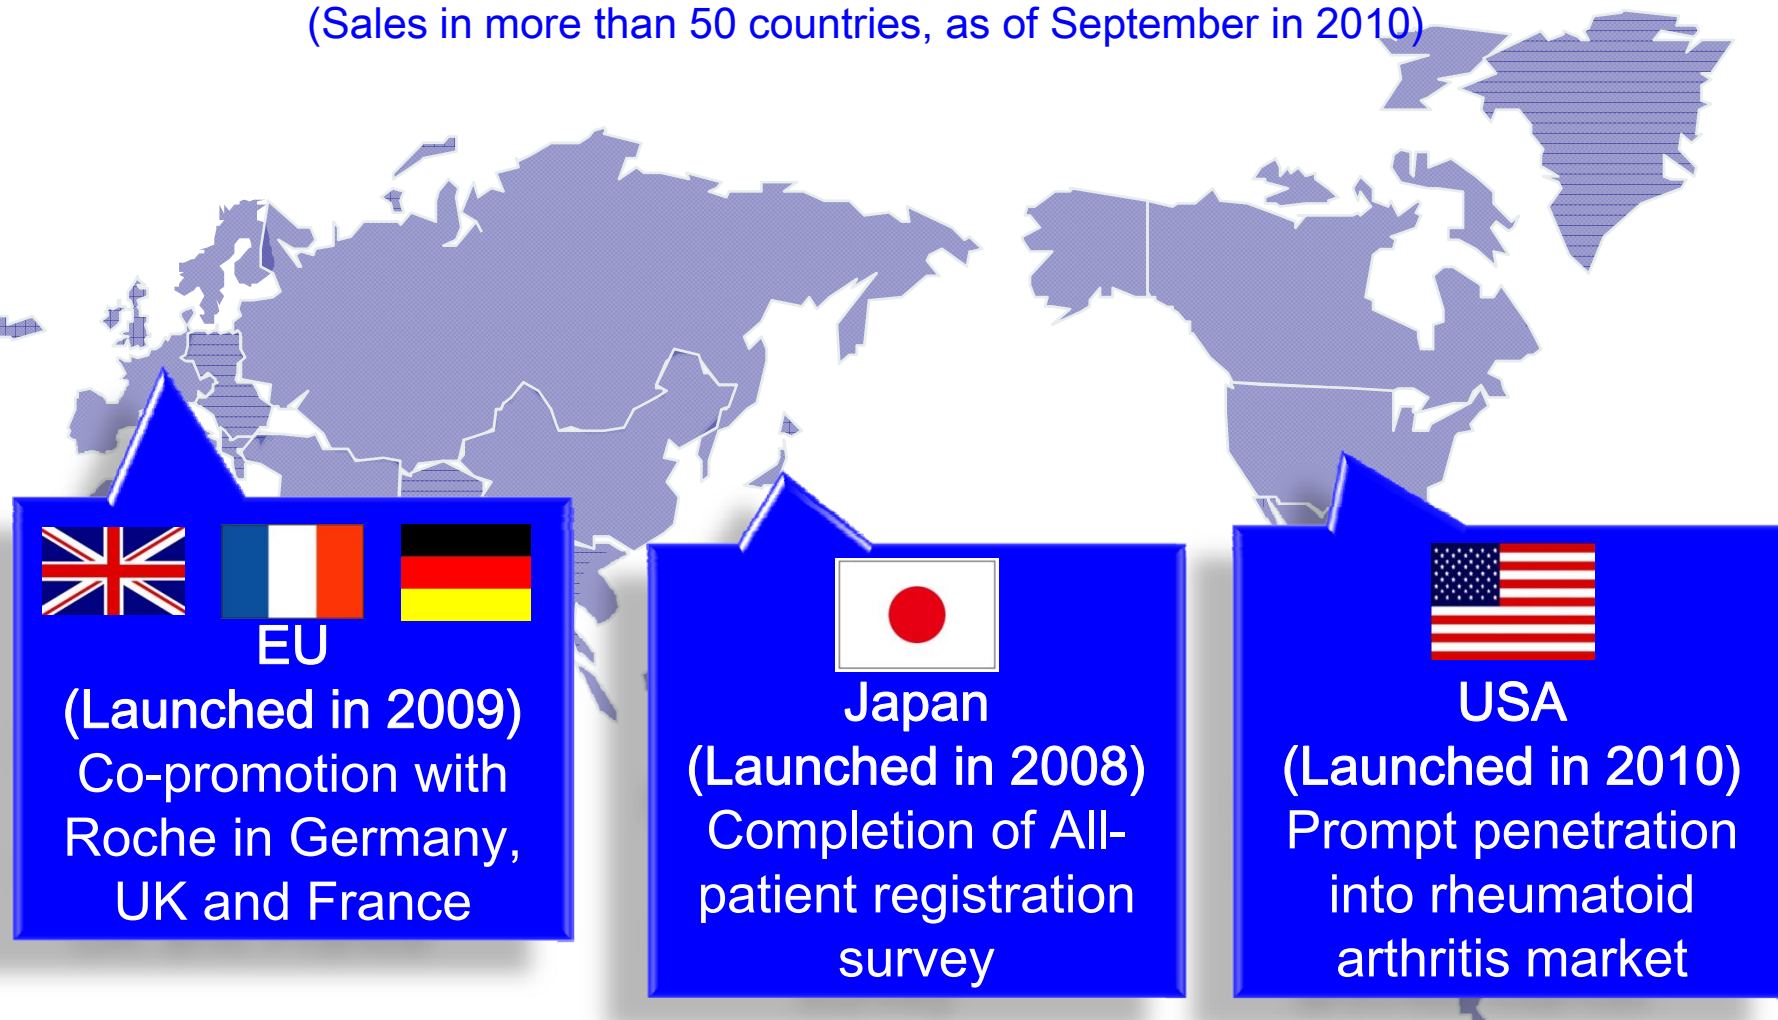 (Sales in more than 50 countries, as of September in 2010)
EU
(Launched in 2009)
Co-promotion with
Roche in Germany,
UK and France
Japan
(Launched in 2008)
Completion of All-
patient registration
survey
USA
(Launched in 2010)
Prompt penetration
into rheumatoid
arthritis market